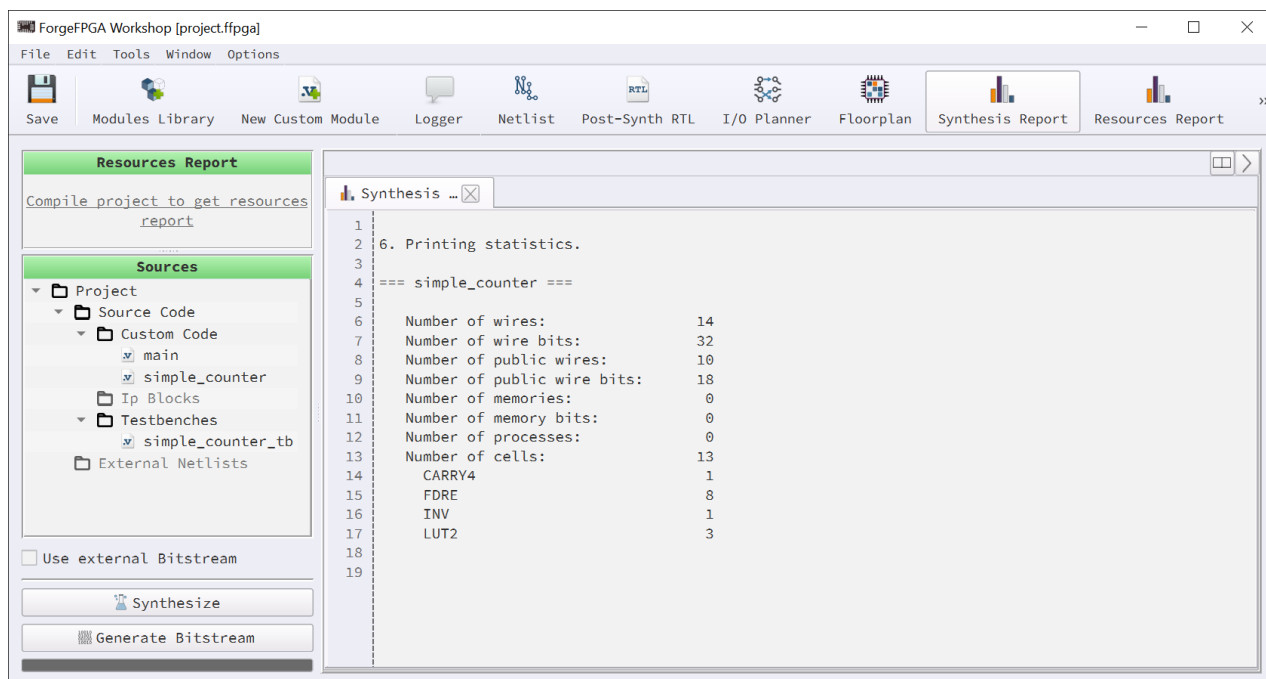 ForgeFPGA Workshop [project.ffpga]
File Edit Tools Window Options
Save Modules Library New Custom Module Logger Netlist Post-Synth RTL I/O Planner Floorplan Synthesis Report Resources Report »
RTL
Resources Report
Compile project to get resources
report
Sources
Project
Source Code
Custom Code
v main
v simple_counter
Ip Blocks
Testbenches
v simple_counter_tb
External Netlists
Use external Bitstream
Synthesize
Generate Bitstream
Synthesis …
1
2 6. Printing statistics.
3
4 === simple_counter ===
5
6 Number of wires: 14
7 Number of wire bits: 32
8 Number of public wires: 10
9 Number of public wire bits: 18
10 Number of memories: 0
11 Number of memory bits: 0
12 Number of processes: 0
13 Number of cells: 13
14 CARRY4 1
15 FDRE 8
16 INV 1
17 LUT2 3
18
19